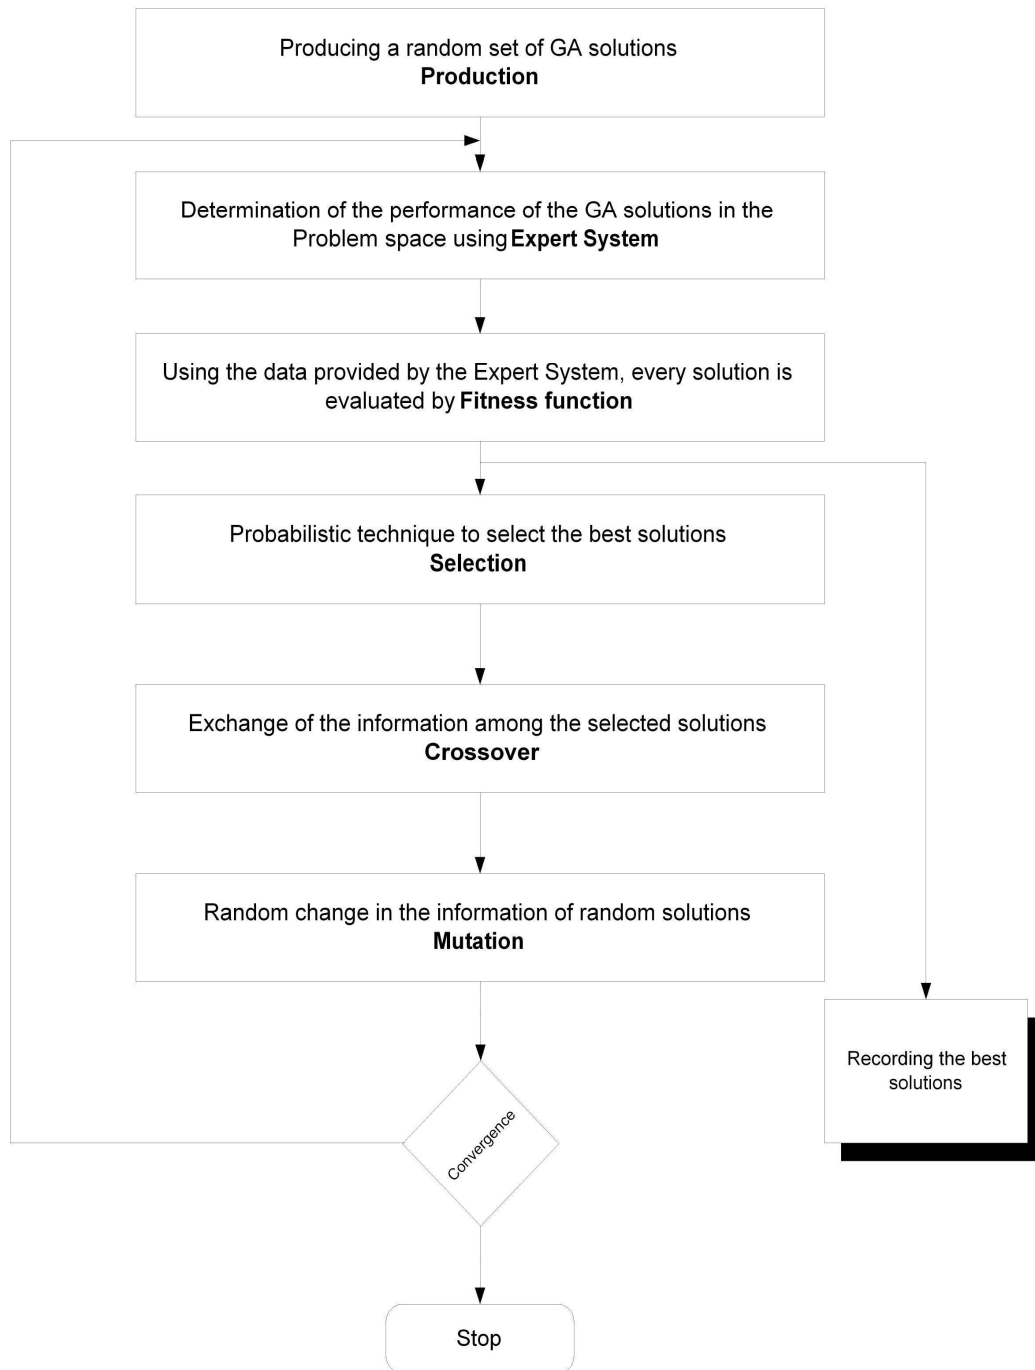 Producing a random set of GA solutions
Production
Determination of the performance of the GA solutions in the
Problem space using Expert System
Using the data provided by the Expert System, every solution is
evaluated by Fitness function
Probabilistic technique to select the best solutions
Selection
Exchange of the information among the selected solutions
Crossover
Random change in the information of random solutions
Mutation
Recording the best
solutions
Convergence
Stop